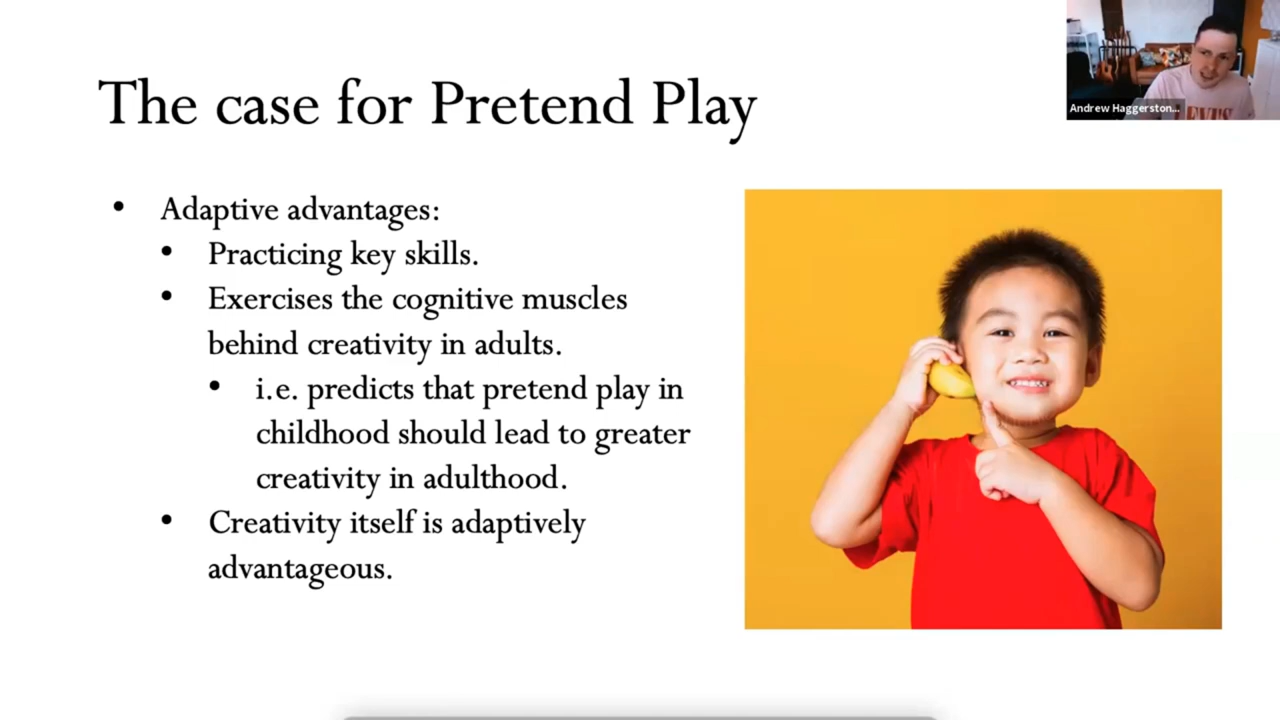 The case for Pretend Play
Andrew Haggerston...
• Adaptive advantages:
• Practicing key skills.
• Exercises the cognitive muscles
behind creativity in adults.
• i.e. predicts that pretend play in
childhood should lead to greater
creativity in adulthood.
• Creativity itself is adaptively
advantageous.